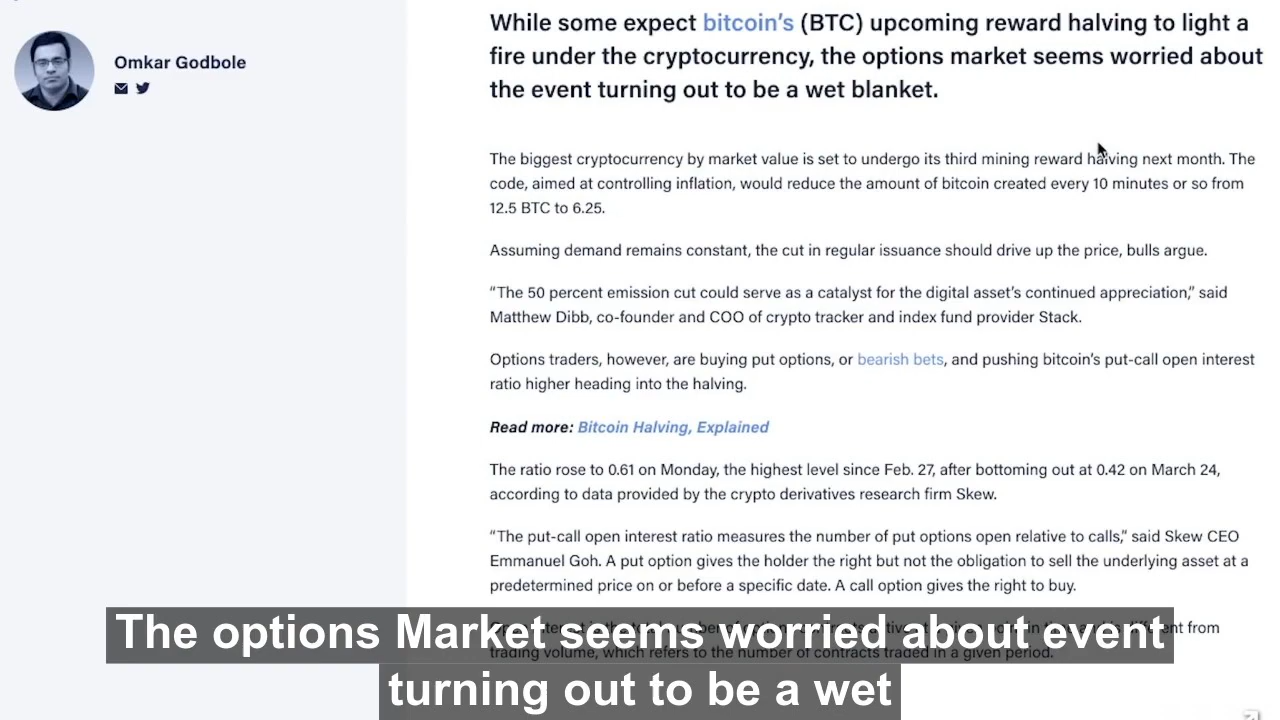 Omkar Godbole
While some expect bitcoin’s (BTC) upcoming reward halving to light a
fire under the cryptocurrency, the options market seems worried about
the event turning out to be a wet blanket.
The biggest cryptocurrency by market value is set to undergo its third mining reward halving next month. The
code, aimed at controlling inflation, would reduce the amount of bitcoin created every 10 minutes or so from
12.5 BTC to 6.25.
Assuming demand remains constant, the cut in regular issuance should drive up the price, bulls argue.
“The 50 percent emission cut could serve as a catalyst for the digital asset’s continued appreciation,” said
Matthew Dibb, co-founder and COO of crypto tracker and index fund provider Stack.
Options traders, however, are buying put options, or bearish bets, and pushing bitcoin’s put-call open interest
ratio higher heading into the halving.
Read more: Bitcoin Halving, Explained
The ratio rose to 0.61 on Monday, the highest level since Feb. 27, after bottoming out at 0.42 on March 24,
according to data provided by the crypto derivatives research firm Skew.
“The put-call open interest ratio measures the number of put options open relative to calls,” said Skew CEO
Emmanuel Goh. A put option gives the holder the right but not the obligation to sell the underlying asset at a
predetermined price on or before a specific date. A call option gives the right to buy.
from
trading volume, which refers to the number of contracts traded in a given period.
The options Market seems worried about event
turning out to be a wet